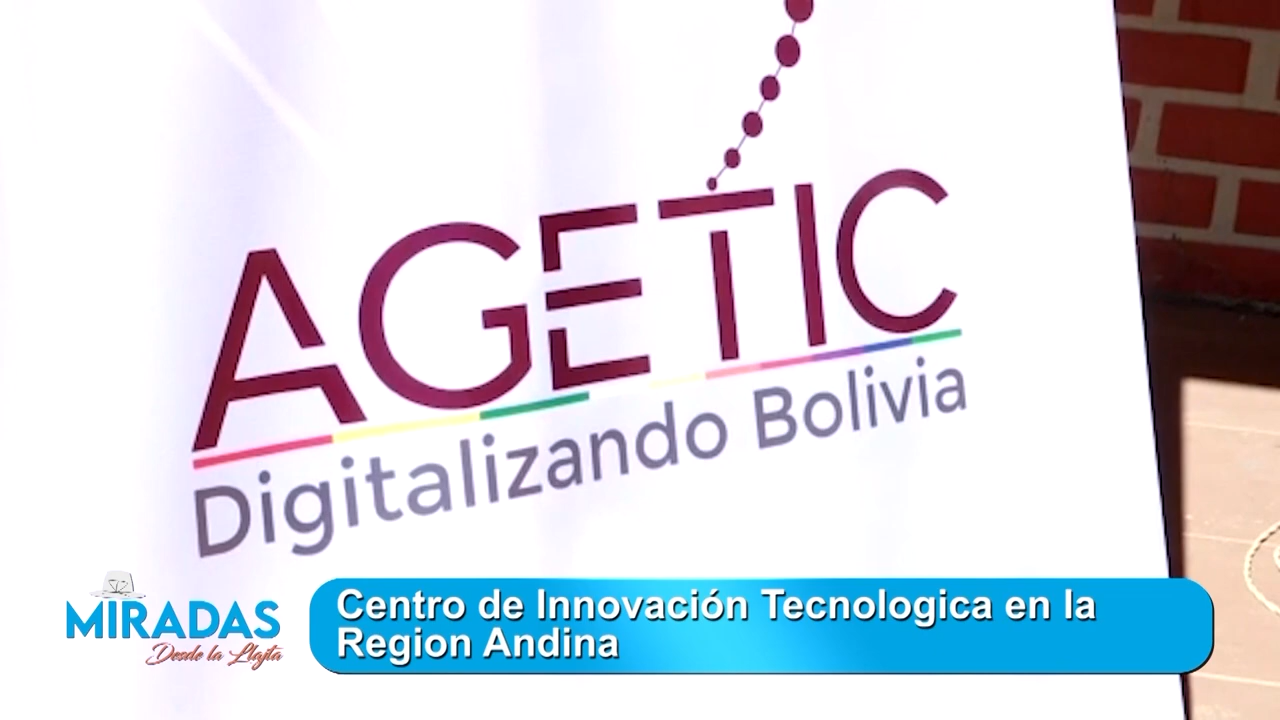 AGETIC
Digitalizando Bolivia
MIRADAS
Desde la Llajta
Centro de Innovación Tecnologica en la
Region Andina